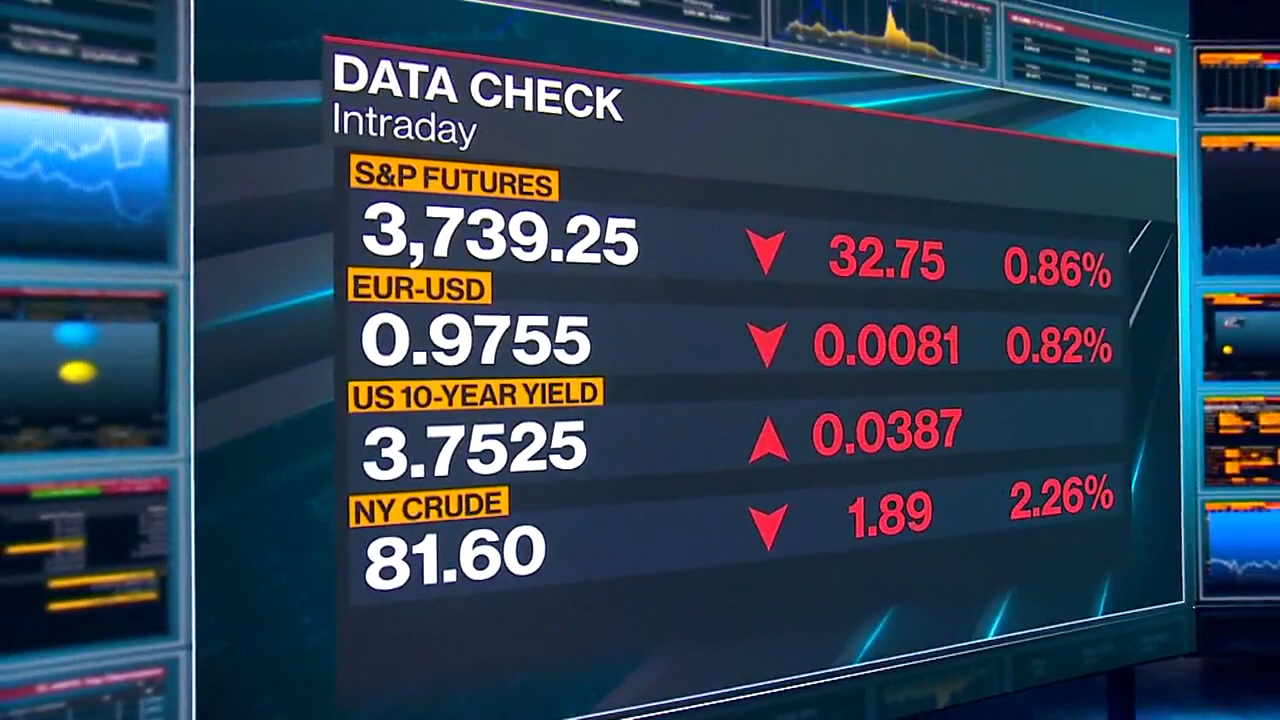 DATA CHECK
Intraday
S&P FUTURES
3,739.25 ▼ 32.75 0.86%
EUR-USD
0.9755 ▼ 0.0081 0.82%
US 10-YEAR YIELD
3.7525 ▲ 0.0387
NY CRUDE
81.60 ▼ 1.89 2.26%